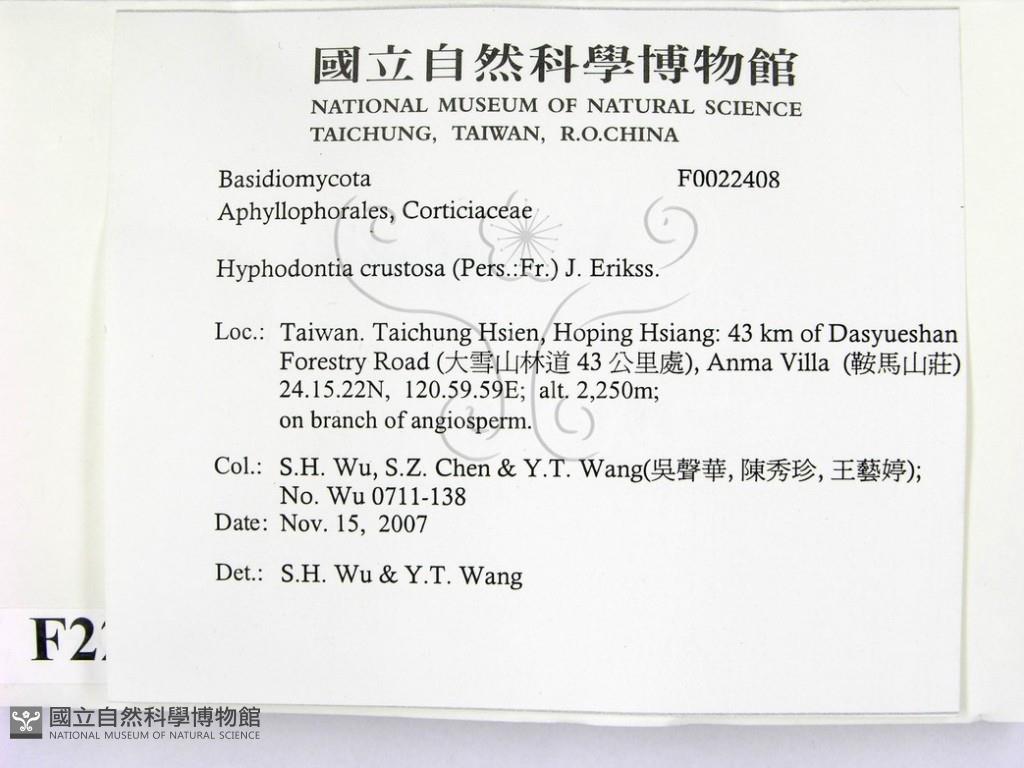 國立自然科學博物館
NATIONAL MUSEUM OF NATURAL SCIENCE
TAICHUNG, TAIWAN, R.O.CHINA
Basidiomycota F0022408
Aphyllophorales, Corticiaceae
Hyphodontia crustosa (Pers.:Fr.) J. Erikss.
Loc.: Taiwan. Taichung Hsien, Hoping Hsiang: 43 km of Dasyueshan
Forestry Road (大雪山林道 43 公里處), Anma Villa (鞍馬山莊)
24.15.22N, 120.59.59E; alt. 2,250m;
on branch of angiosperm.
Col.: S.H. Wu, S.Z. Chen & Y.T. Wang(吳聲華, 陳秀珍, 王藝婷);
No. Wu 0711-138
Date: Nov. 15, 2007
Det.: S.H. Wu & Y.T. Wang
F22
國立自然科學博物館
NATIONAL MUSEUM OF NATURAL SCIENCE